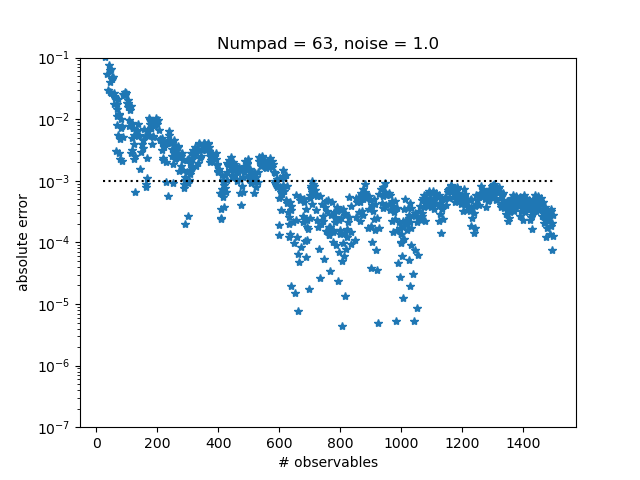 Numpad = 63, noise = 1.0
10⁻¹
10⁻²
10⁻³
10⁻⁴
10⁻⁵
10⁻⁶
10⁻⁷
absolute error
0 200 400 600 800 1000 1200 1400
# observables